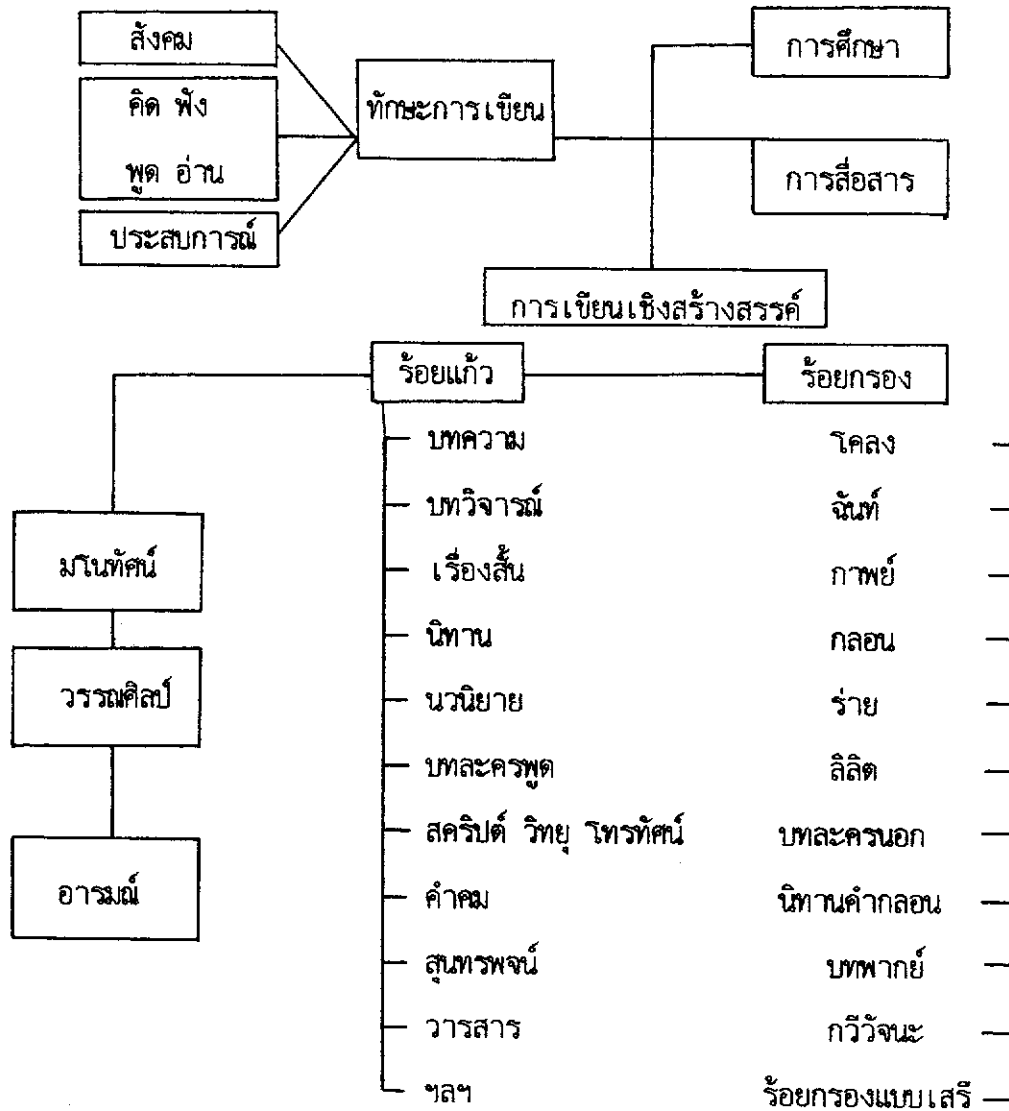 สังคม
คิด ฟัง
พูด อ่าน
ประสบการณ์
ทักษะการเขียน
การศึกษา
การสื่อสาร
การเขียนเชิงสร้างสรรค์
ร้อยแก้ว
ร้อยกรอง
มโนทัศน์
วรรณศิลป์
อารมณ์
บทความ
บทวิจารณ์
เรื่องสั้น
นิทาน
นวนิยาย
บทละครพูด
สคริปต์ วิทยุ โทรทัศน์
คำคม
สุนทรพจน์
วารสาร
ฯลฯ
โคลง
ฉันท์
กาพย์
กลอน
ร่าย
ลิลิต
บทละครนอก
นิทานคำกลอน
บทพากย์
กวีวัจนะ
ร้อยกรองแบบเสรี